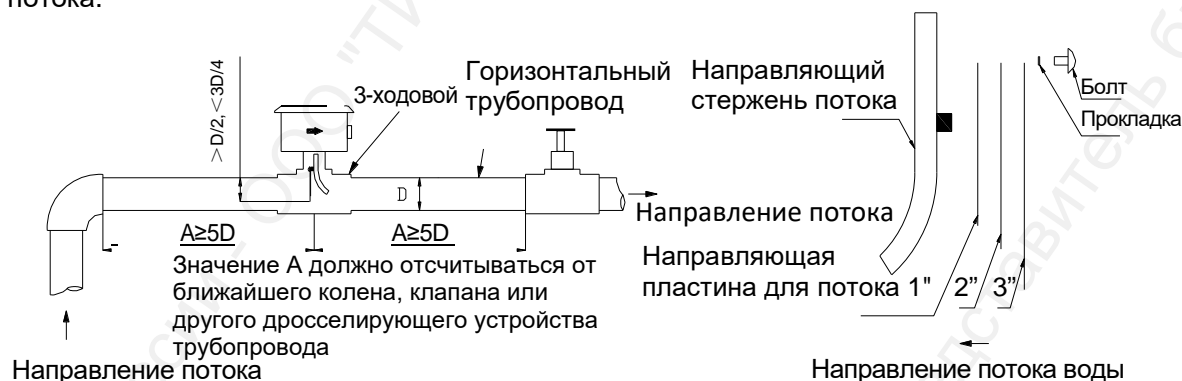 потока.
>D/2, <3D/4
3-ходовой
Горизонтальный
трубопровод
D
A≥5D
A≥5D
Направление потока
Значение А должно отсчитываться от
ближайшего колена, клапана или
другого дросселирующего устройства
трубопровода
Направление потока
Направляющий
стержень потока
Болт
Прокладка
Направляющая
пластина для потока 1" 2” 3”
Направление потока воды